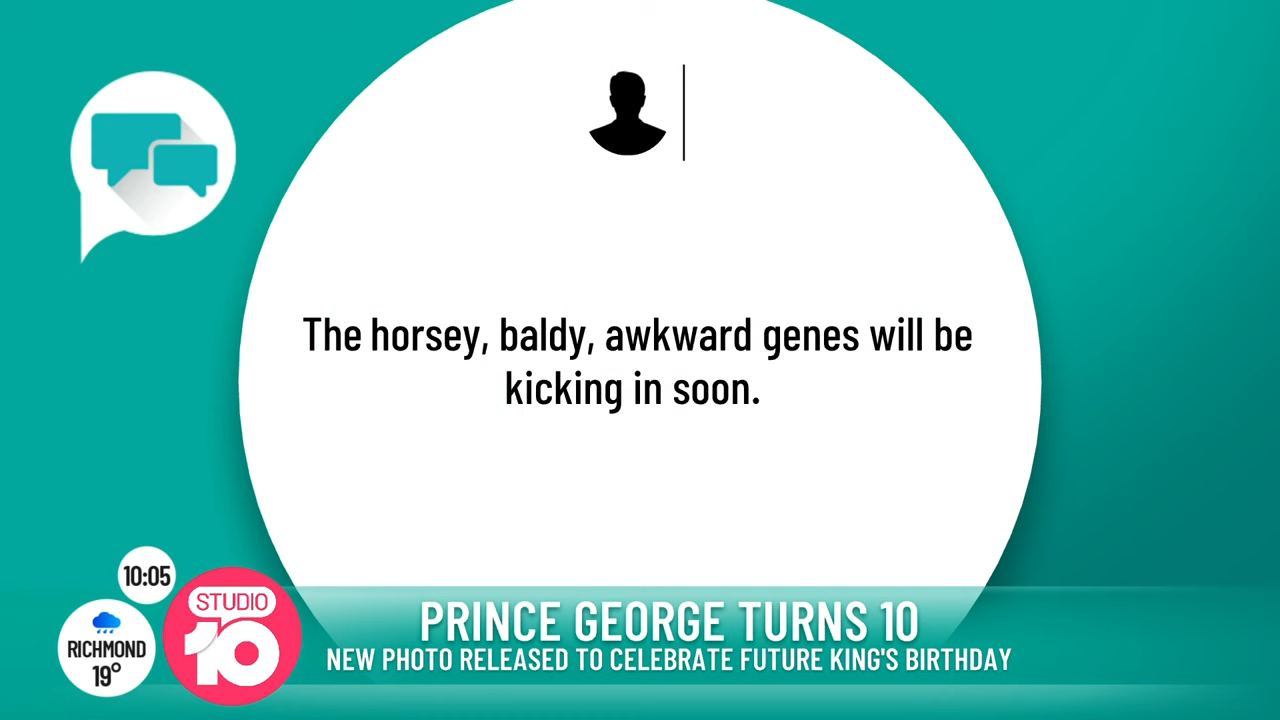 The horsey, baldy, awkward genes will be
kicking in soon.
10:05
RICHMOND
19°
STUDIO
10
PRINCE GEORGE TURNS 10
NEW PHOTO RELEASED TO CELEBRATE FUTURE KING'S BIRTHDAY